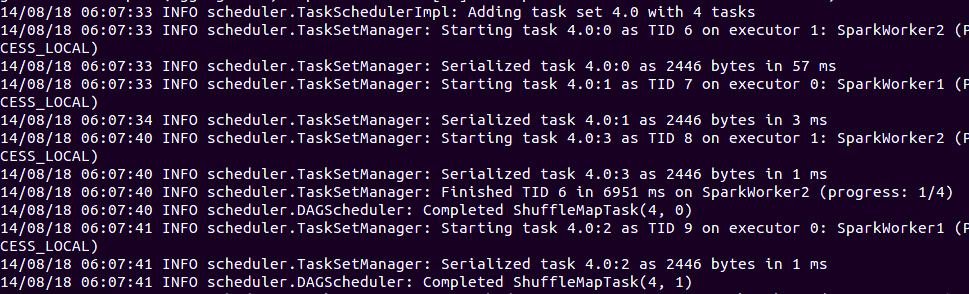 14/08/18 06:07:33 INFO scheduler.TaskSchedulerImpl: Adding task set 4.0 with 4 tasks
14/08/18 06:07:33 INFO scheduler.TaskSetManager: Starting task 4.0:0 as TID 6 on executor 1: SparkWorker2 (P
CESS_LOCAL)
14/08/18 06:07:33 INFO scheduler.TaskSetManager: Serialized task 4.0:0 as 2446 bytes in 57 ms
14/08/18 06:07:33 INFO scheduler.TaskSetManager: Starting task 4.0:1 as TID 7 on executor 0: SparkWorker1 (P
CESS_LOCAL)
14/08/18 06:07:34 INFO scheduler.TaskSetManager: Serialized task 4.0:1 as 2446 bytes in 3 ms
14/08/18 06:07:40 INFO scheduler.TaskSetManager: Starting task 4.0:3 as TID 8 on executor 1: SparkWorker2 (P
CESS_LOCAL)
14/08/18 06:07:40 INFO scheduler.TaskSetManager: Serialized task 4.0:3 as 2446 bytes in 1 ms
14/08/18 06:07:40 INFO scheduler.TaskSetManager: Finished TID 6 in 6951 ms on SparkWorker2 (progress: 1/4)
14/08/18 06:07:40 INFO scheduler.DAGScheduler: Completed ShuffleMapTask(4, 0)
14/08/18 06:07:41 INFO scheduler.TaskSetManager: Starting task 4.0:2 as TID 9 on executor 0: SparkWorker1 (P
CESS_LOCAL)
14/08/18 06:07:41 INFO scheduler.TaskSetManager: Serialized task 4.0:2 as 2446 bytes in 1 ms
14/08/18 06:07:41 INFO scheduler.DAGScheduler: Completed ShuffleMapTask(4, 1)